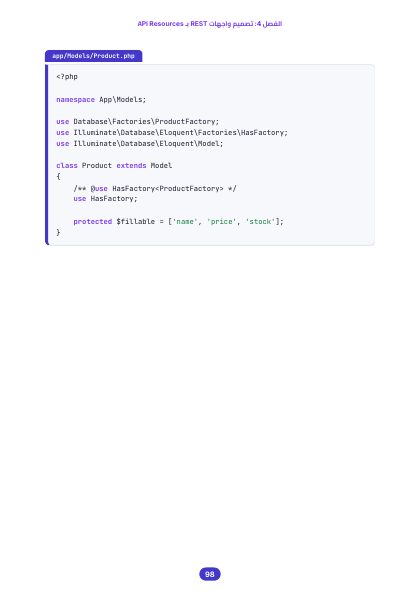 الفصل 4: تصميم واجهات REST بـ API Resources
app/Models/Product.php
<?php
namespace App\Models;
use Database\Factories\ProductFactory;
use Illuminate\Database\Eloquent\Factories\HasFactory;
use Illuminate\Database\Eloquent\Model;
class Product extends Model
{
    /** @use HasFactory<ProductFactory> */
    use HasFactory;
    protected $fillable = ['name', 'price', 'stock'];
}
98